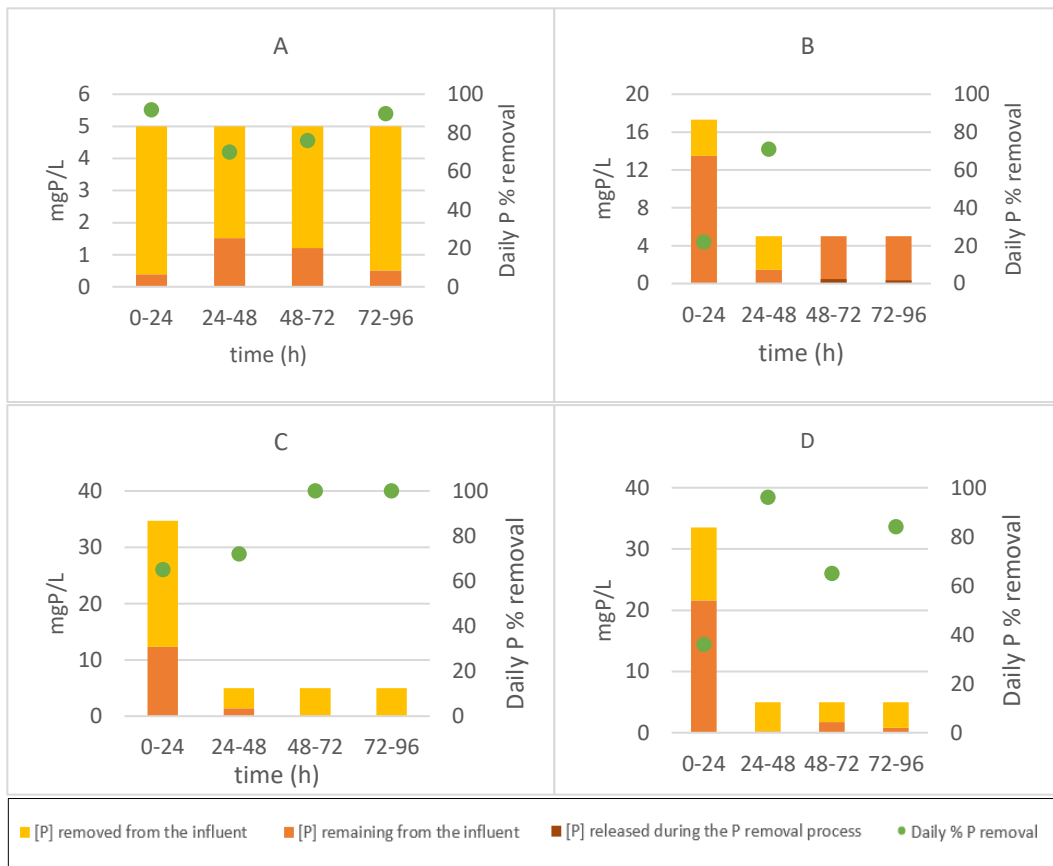 A
6
5
4
3
2
1
0
mgP/L
100
80
60
40
20
0
Daily P % removal
0-24 24-48 48-72 72-96
time (h)
B
20
16
12
8
4
0
mgP/L
100
80
60
40
20
0
Daily P % removal
0-24 24-48 48-72 72-96
time (h)
C
40
30
20
10
0
mgP/L
100
80
60
40
20
0
Daily P % removal
0-24 24-48 48-72 72-96
time (h)
D
40
30
20
10
0
mgP/L
100
80
60
40
20
0
Daily P % removal
0-24 24-48 48-72 72-96
[P] removed from the influent [P] remaining from the influent [P] released during the P removal process Daily % P removal